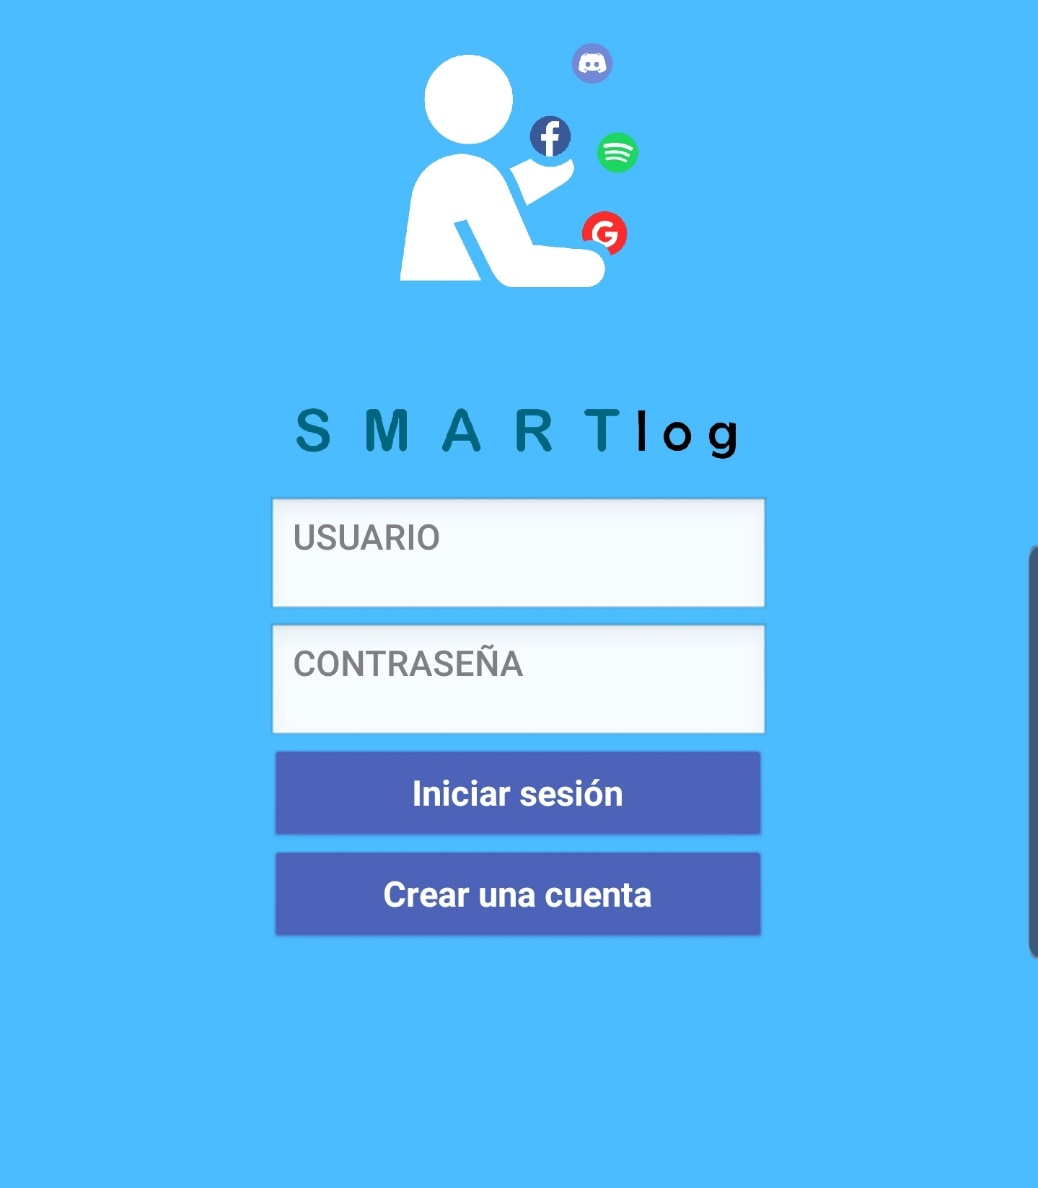 SMARTlog
USUARIO
CONTRASEÑA
Iniciar sesión
Crear una cuenta